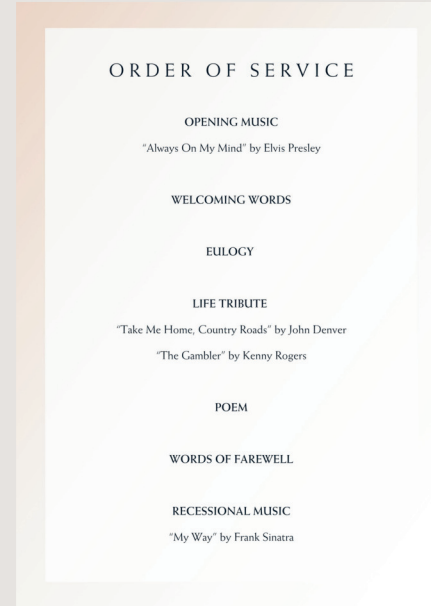 ORDER OF SERVICE
OPENING MUSIC
“Always On My Mind” by Elvis Presley
WELCOMING WORDS
EULOGY
LIFE TRIBUTE
“Take Me Home, Country Roads” by John Denver
“The Gambler” by Kenny Rogers
POEM
WORDS OF FAREWELL
RECESSIONAL MUSIC
“My Way” by Frank Sinatra